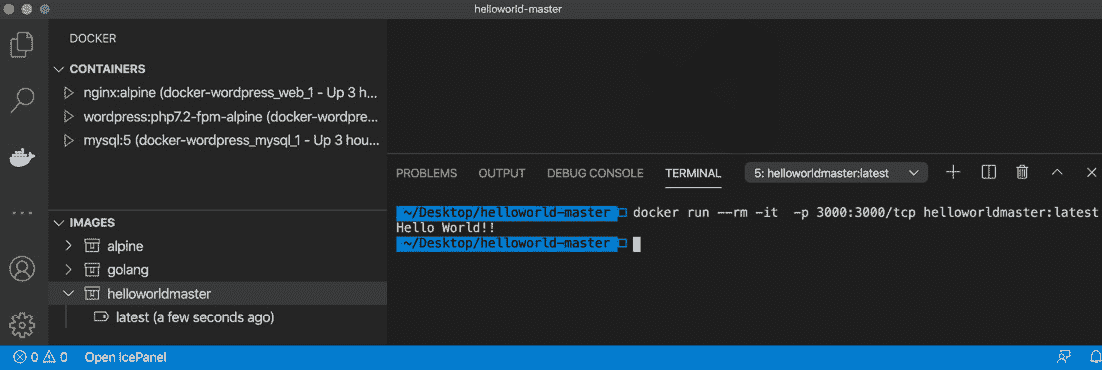 helloworld-master
DOCKER
CONTAINERS
nginx:alpine (docker-wordpress_web_1 - Up 3 h...
wordpress:php7.2-fpm-alpine (docker-wordpre...
mysql:5 (docker-wordpress_mysql_1 - Up 3 hou...
IMAGES
alpine
golang
helloworldmaster
latest (a few seconds ago)
PROBLEMS OUTPUT DEBUG CONSOLE TERMINAL 5: helloworldmaster:latest
~/Desktop/helloworld-master docker run --rm -it  -p 3000:3000/tcp helloworldmaster:latest
Hello World!!
~/Desktop/helloworld-master
0 0 Open IcePanel